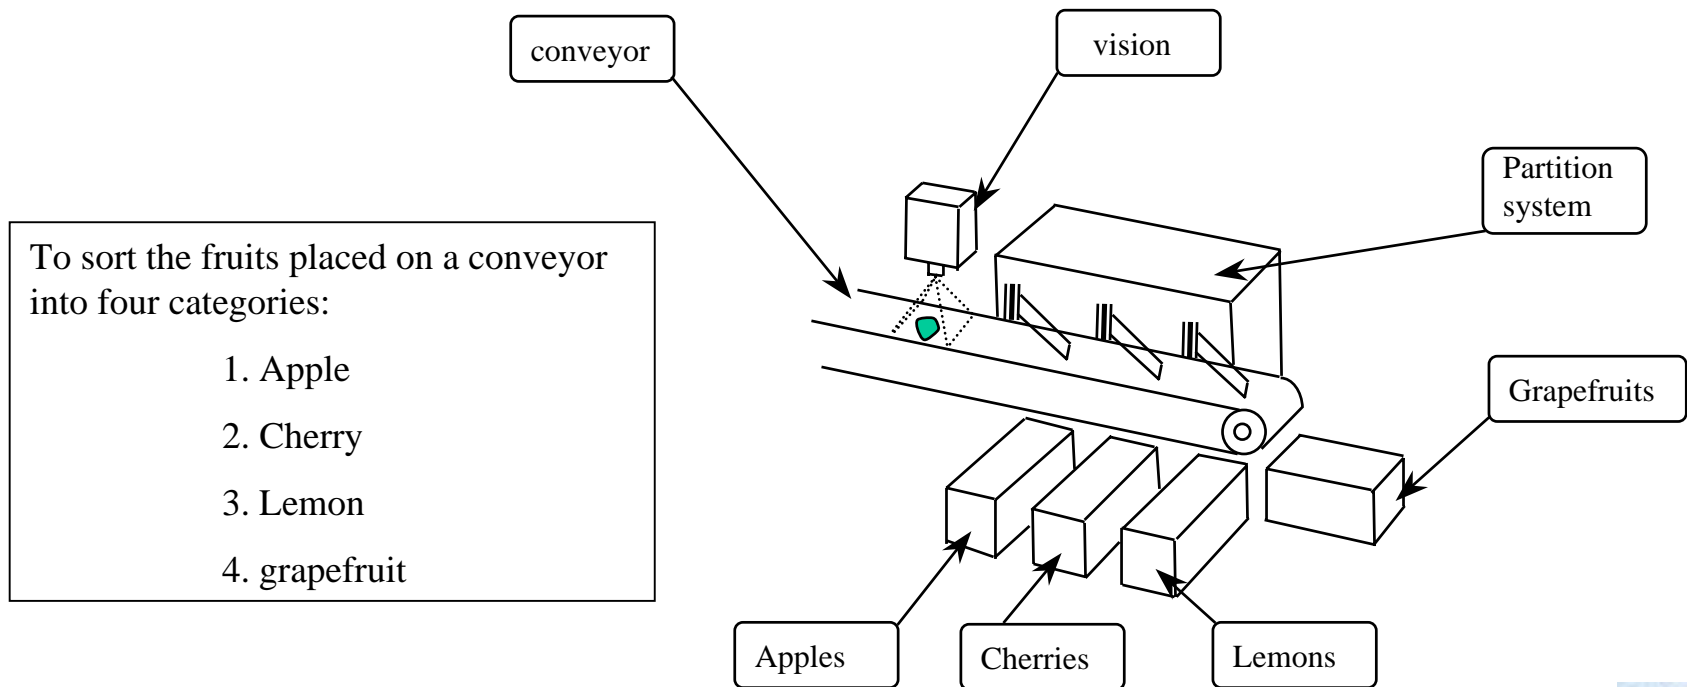 conveyor
vision
Partition
system
To sort the fruits placed on a conveyor
into four categories:
1. Apple
2. Cherry
3. Lemon
4. grapefruit
Grapefruits
Apples
Cherries
Lemons